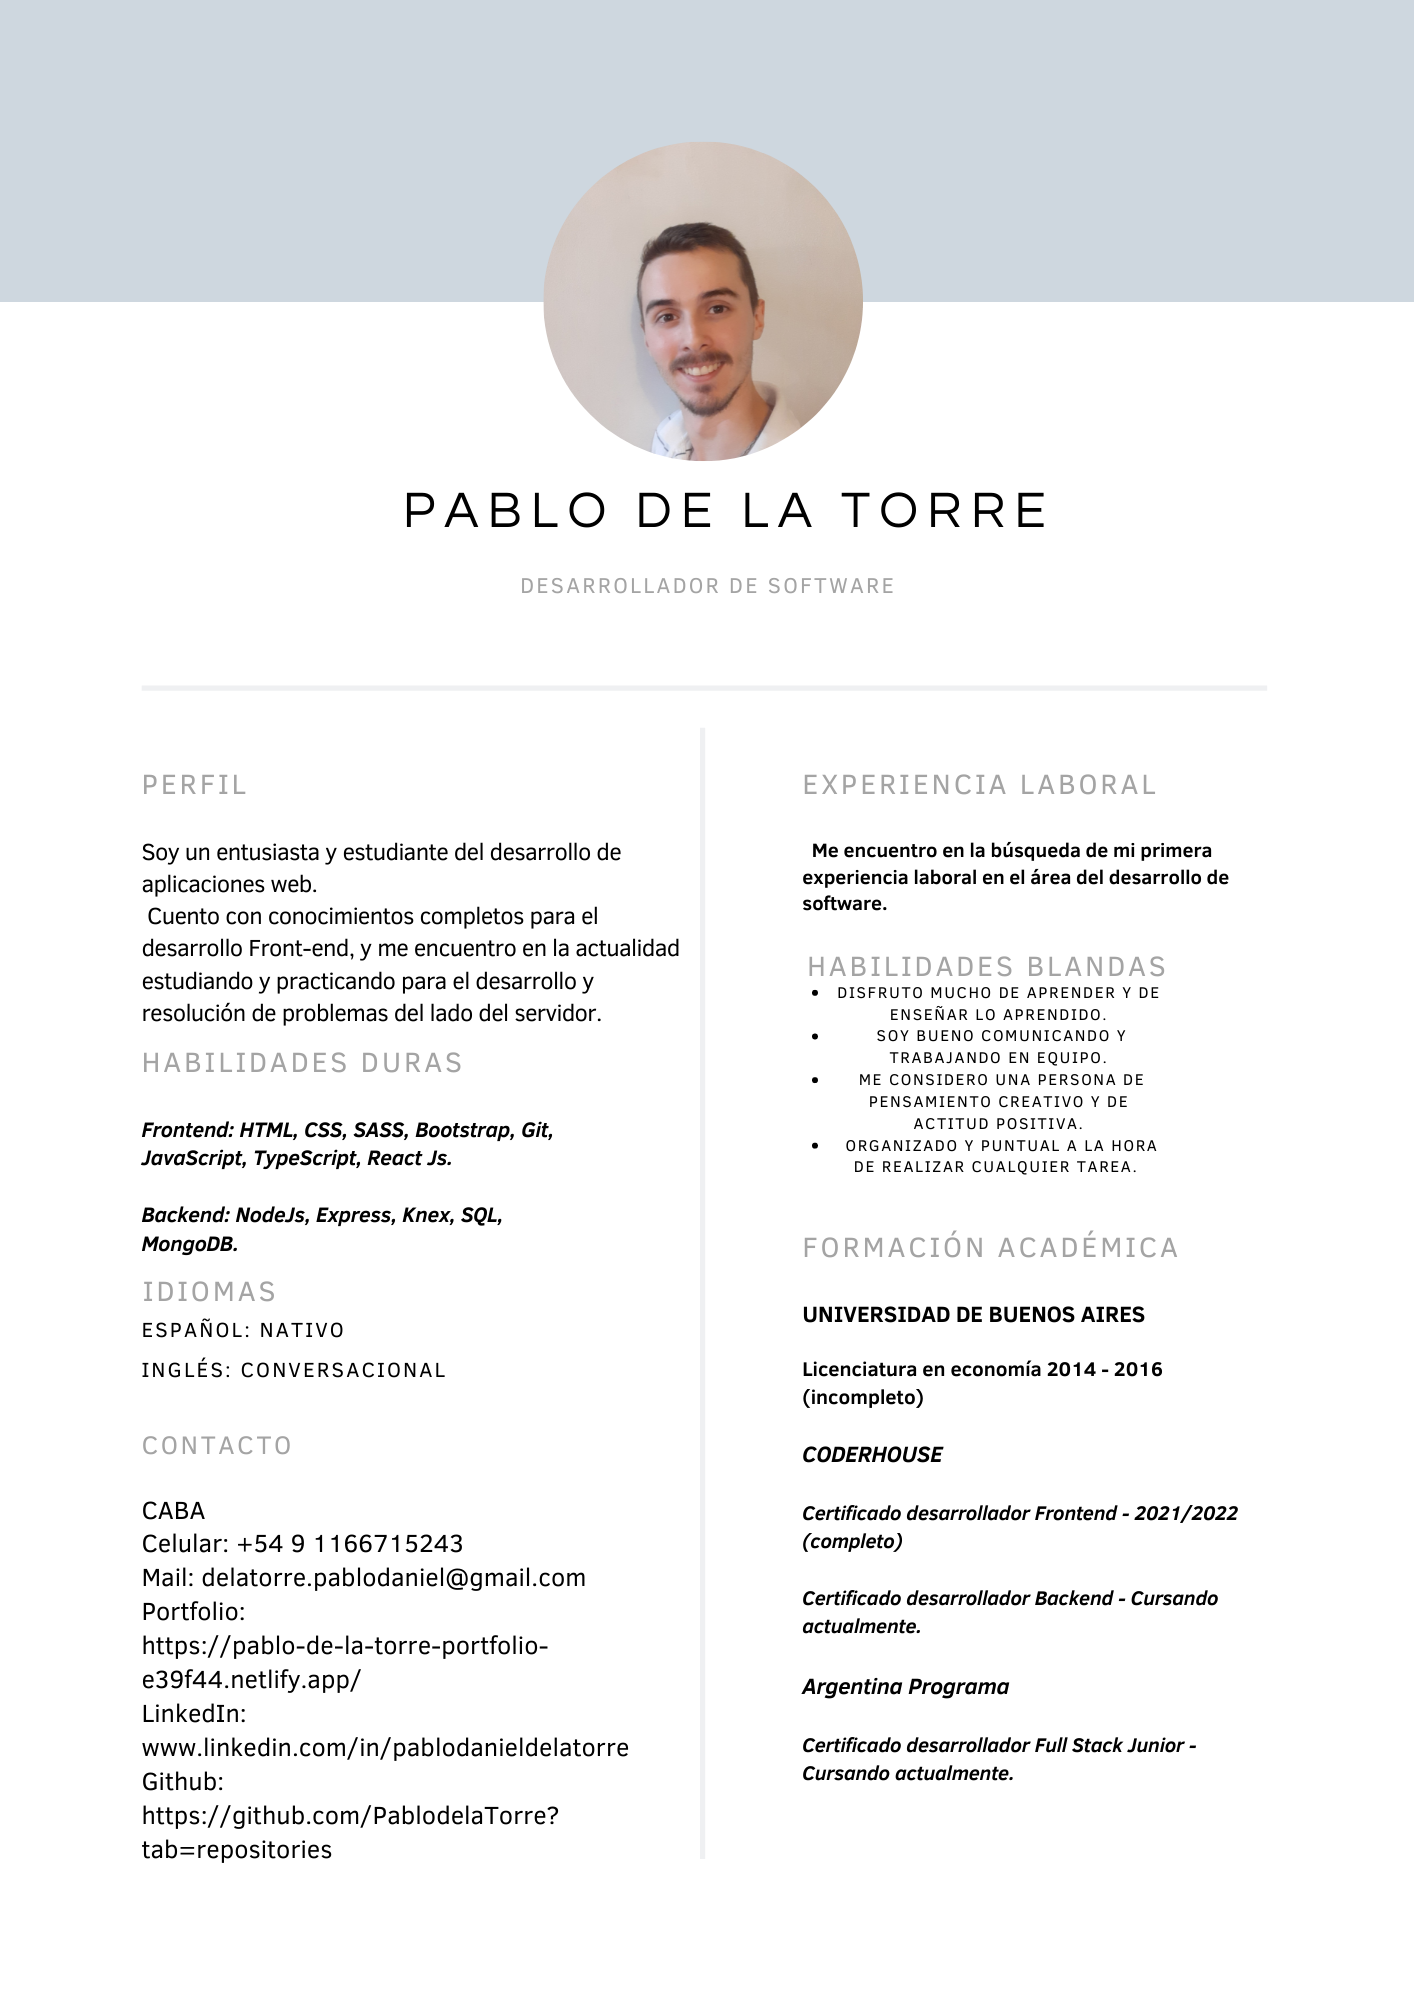 PABLO DE LA TORRE
DESARROLLADOR DE SOFTWARE
PERFIL
Soy un entusiasta y estudiante del desarrollo de
aplicaciones web.
Cuento con conocimientos completos para el
desarrollo Front-end, y me encuentro en la actualidad
estudiando y practicando para el desarrollo y
resolución de problemas del lado del servidor.
HABILIDADES DURAS
Frontend: HTML, CSS, SASS, Bootstrap, Git,
JavaScript, TypeScript, React Js.
Backend: NodeJs, Express, Knex, SQL,
MongoDB.
IDIOMAS
ESPAÑOL: NATIVO
INGLÉS: CONVERSACIONAL
CONTACTO
CABA
Celular: +54 9 1166715243
Mail: delatorre.pablodaniel@gmail.com
Portfolio:
https://pablo-de-la-torre-portfolio-
e39f44.netlify.app/
LinkedIn:
www.linkedin.com/in/pablodanieldelatorre
Github:
https://github.com/PablodelaTorre?
tab=repositories
EXPERIENCIA LABORAL
Me encuentro en la búsqueda de mi primera
experiencia laboral en el área del desarrollo de
software.
HABILIDADES BLANDAS
• DISFRUTO MUCHO DE APRENDER Y DE
ENSEÑAR LO APRENDIDO.
• SOY BUENO COMUNICANDO Y
TRABAJANDO EN EQUIPO.
• ME CONSIDERO UNA PERSONA DE
PENSAMIENTO CREATIVO Y DE
ACTITUD POSITIVA.
• ORGANIZADO Y PUNTUAL A LA HORA
DE REALIZAR CUALQUIER TAREA.
FORMACIÓN ACADÉMICA
UNIVERSIDAD DE BUENOS AIRES
Licenciatura en economía 2014 - 2016
(incompleto)
CODERHOUSE
Certificado desarrollador Frontend - 2021/2022
(completo)
Certificado desarrollador Backend - Cursando
actualmente.
Argentina Programa
Certificado desarrollador Full Stack Junior -
Cursando actualmente.